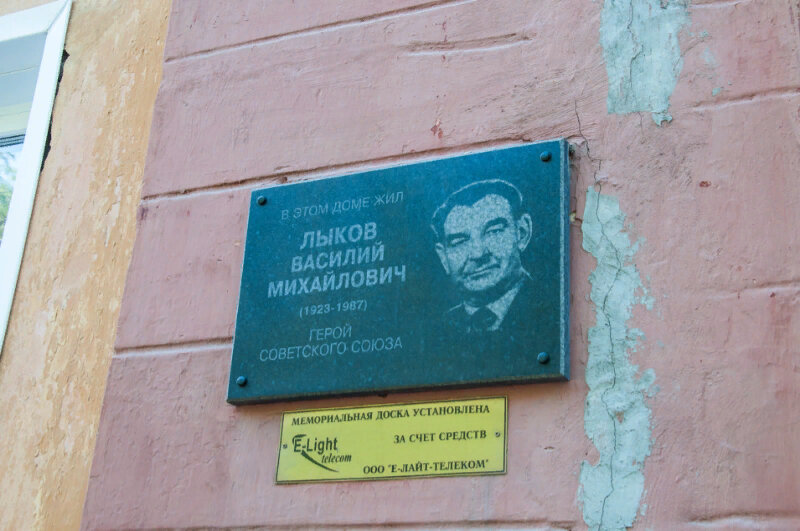 В ЭТОМ ДОМЕ ЖИЛ
ЛЫКОВ
ВАСИЛИЙ
МИХАЙЛОВИЧ
(1923-1987)
ГЕРОЙ
СОВЕТСКОГО СОЮЗА
МЕМОРИАЛЬНАЯ ДОСКА УСТАНОВЛЕНА
E-Light
telecom
ЗА СЧЕТ СРЕДСТВ
ООО "Е-ЛАЙТ-ТЕЛЕКОМ"